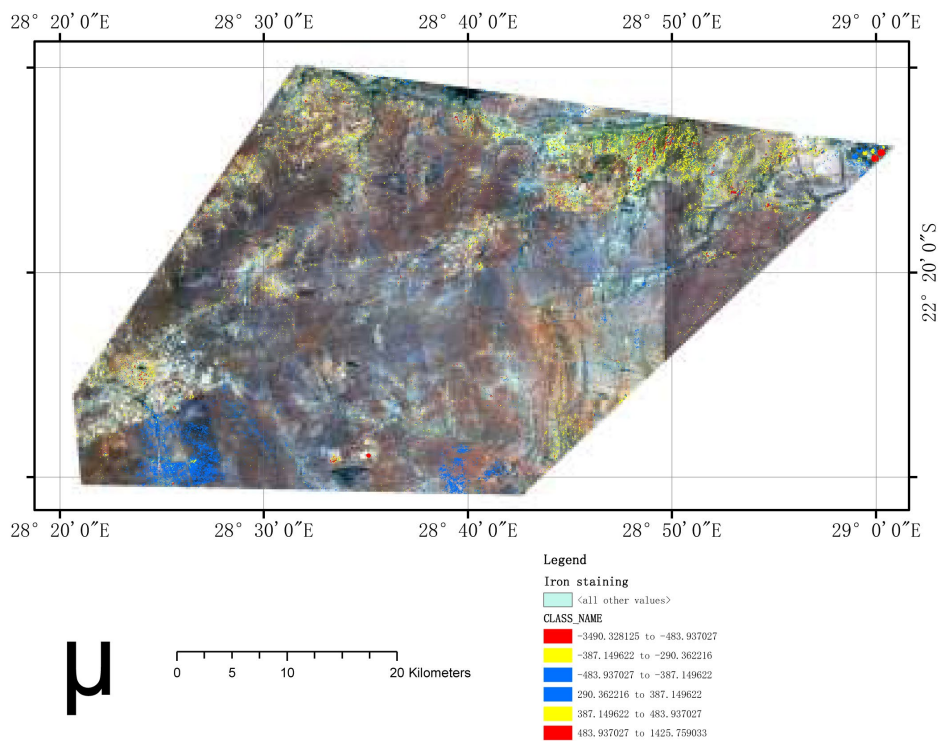 28° 20′0″E 28° 30′0″E 28° 40′0″E 28° 50′0″E 29° 0′0″E
22° 20′0″S
28° 20′0″E 28° 30′0″E 28° 40′0″E 28° 50′0″E 29° 0′0″E
Legend
Iron staining
<all other values>
CLASS_NAME
-3490.328125 to -483.937027
-387.149622 to -290.362216
-483.937027 to -387.149622
290.362216 to 387.149622
387.149622 to 483.937027
483.937027 to 1425.759033
µ
0 5 10 20 Kilometers